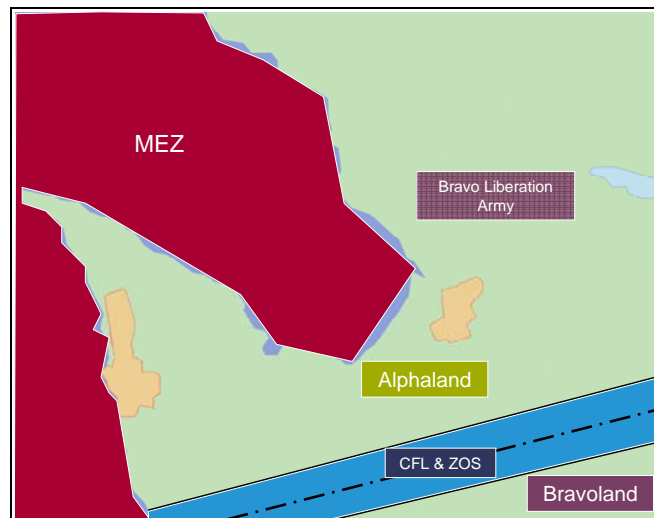 MEZ
Bravo Liberation
Army
Alphaland
CFL & ZOS
Bravoland